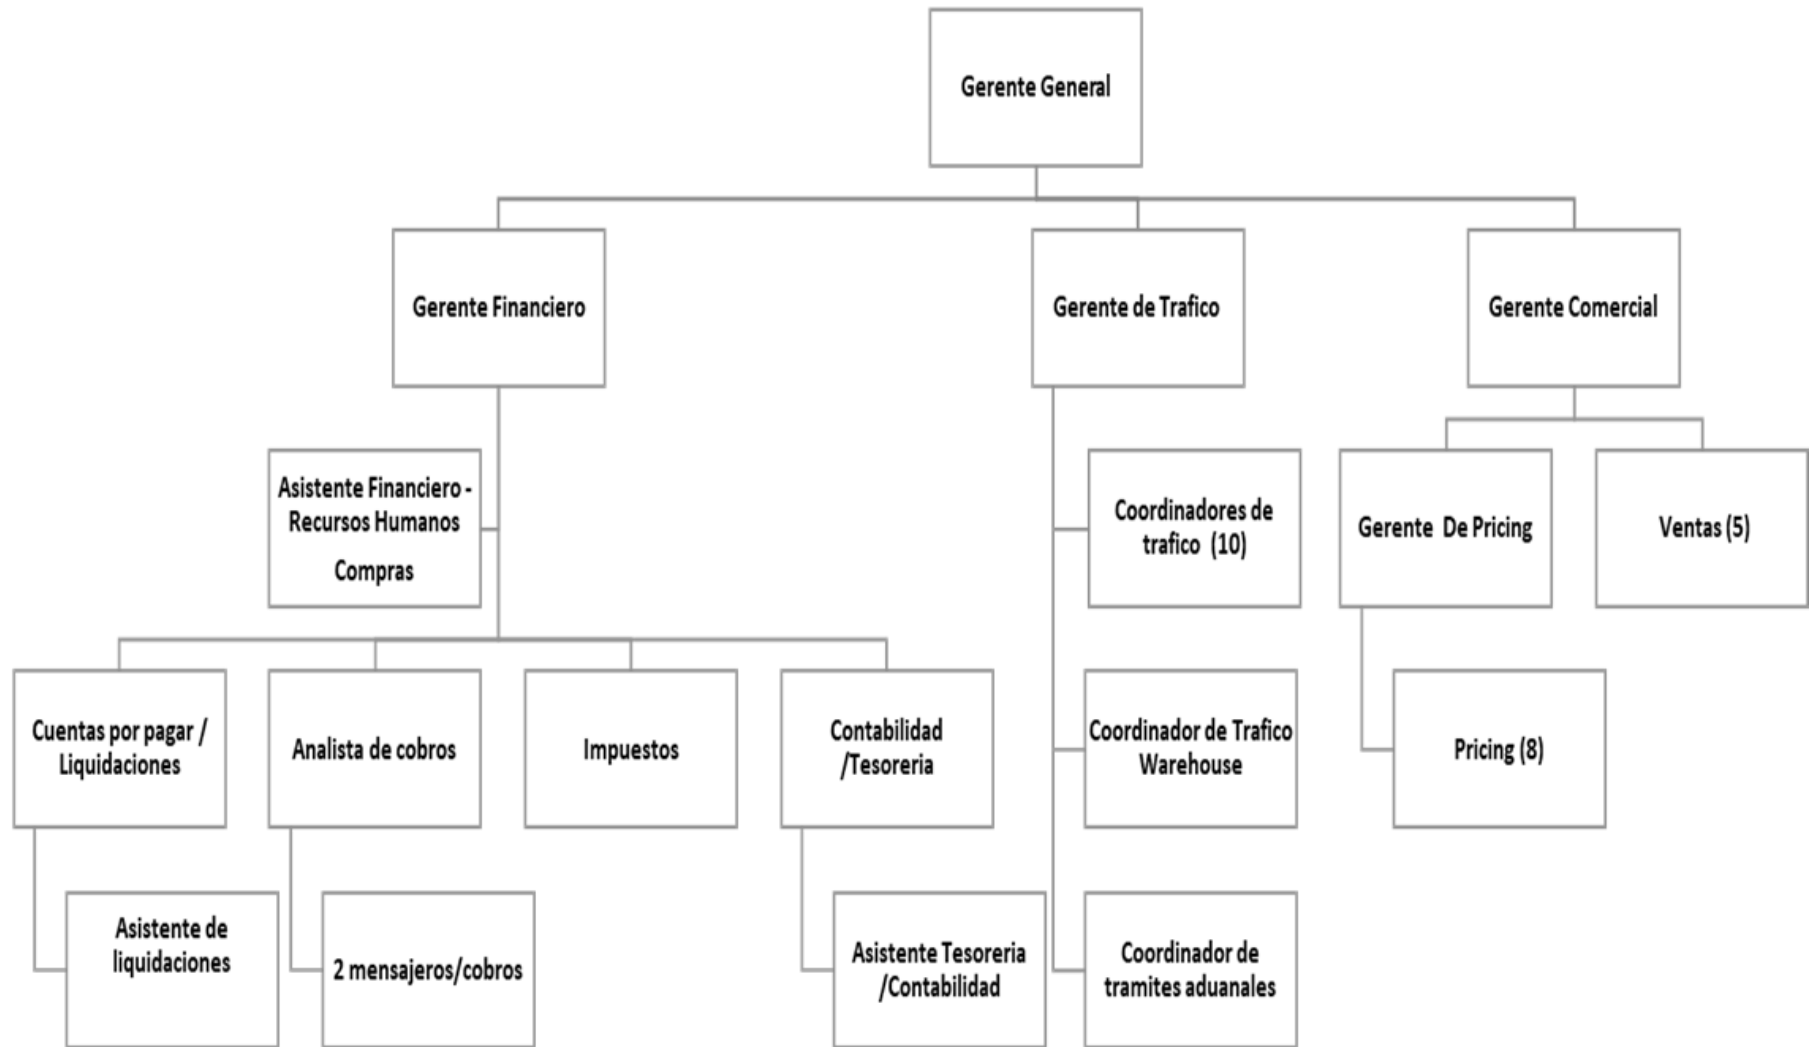 Gerente General
Gerente Financiero
Gerente de Trafico
Gerente Comercial
Asistente Financiero -
Recursos Humanos
Compras
Coordinadores de
trafico (10)
Gerente De Pricing
Ventas (5)
Cuentas por pagar /
Liquidaciones
Analista de cobros
Impuestos
Contabilidad
/Tesoreria
Coordinador de Trafico
Warehouse
Pricing (8)
Asistente de
liquidaciones
2 mensajeros/cobros
Asistente Tesoreria
/Contabilidad
Coordinador de
tramites aduanales